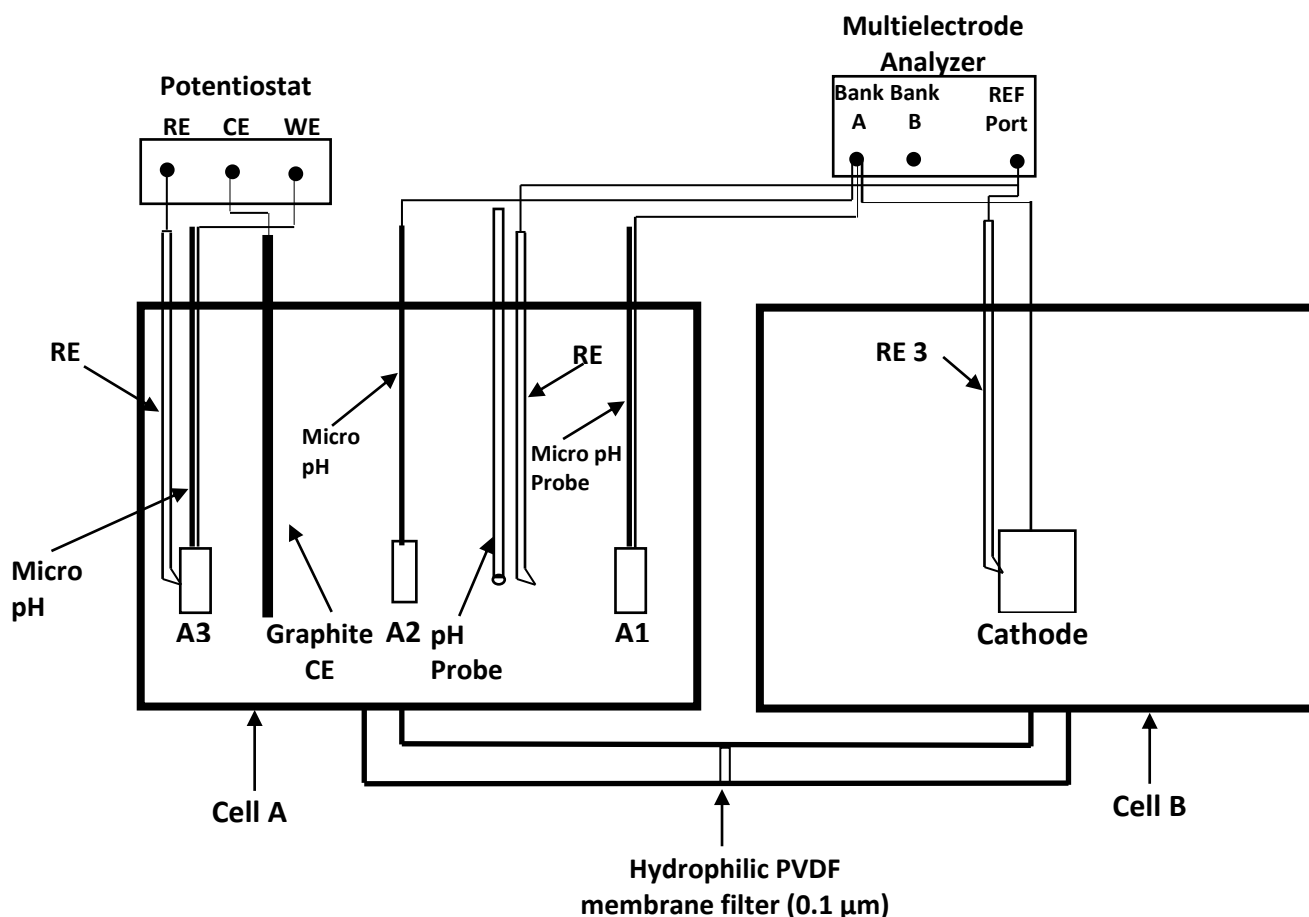 Multielectrode
Analyzer
Bank Bank REF
A B Port
Potentiostat
RE CE WE
RE
Micro
pH
RE
Micro pH
Probe
RE 3
Micro
pH
A3
Graphite
CE
A2
pH
Probe
A1
Cathode
Cell A
Cell B
Hydrophilic PVDF
membrane filter (0.1 µm)